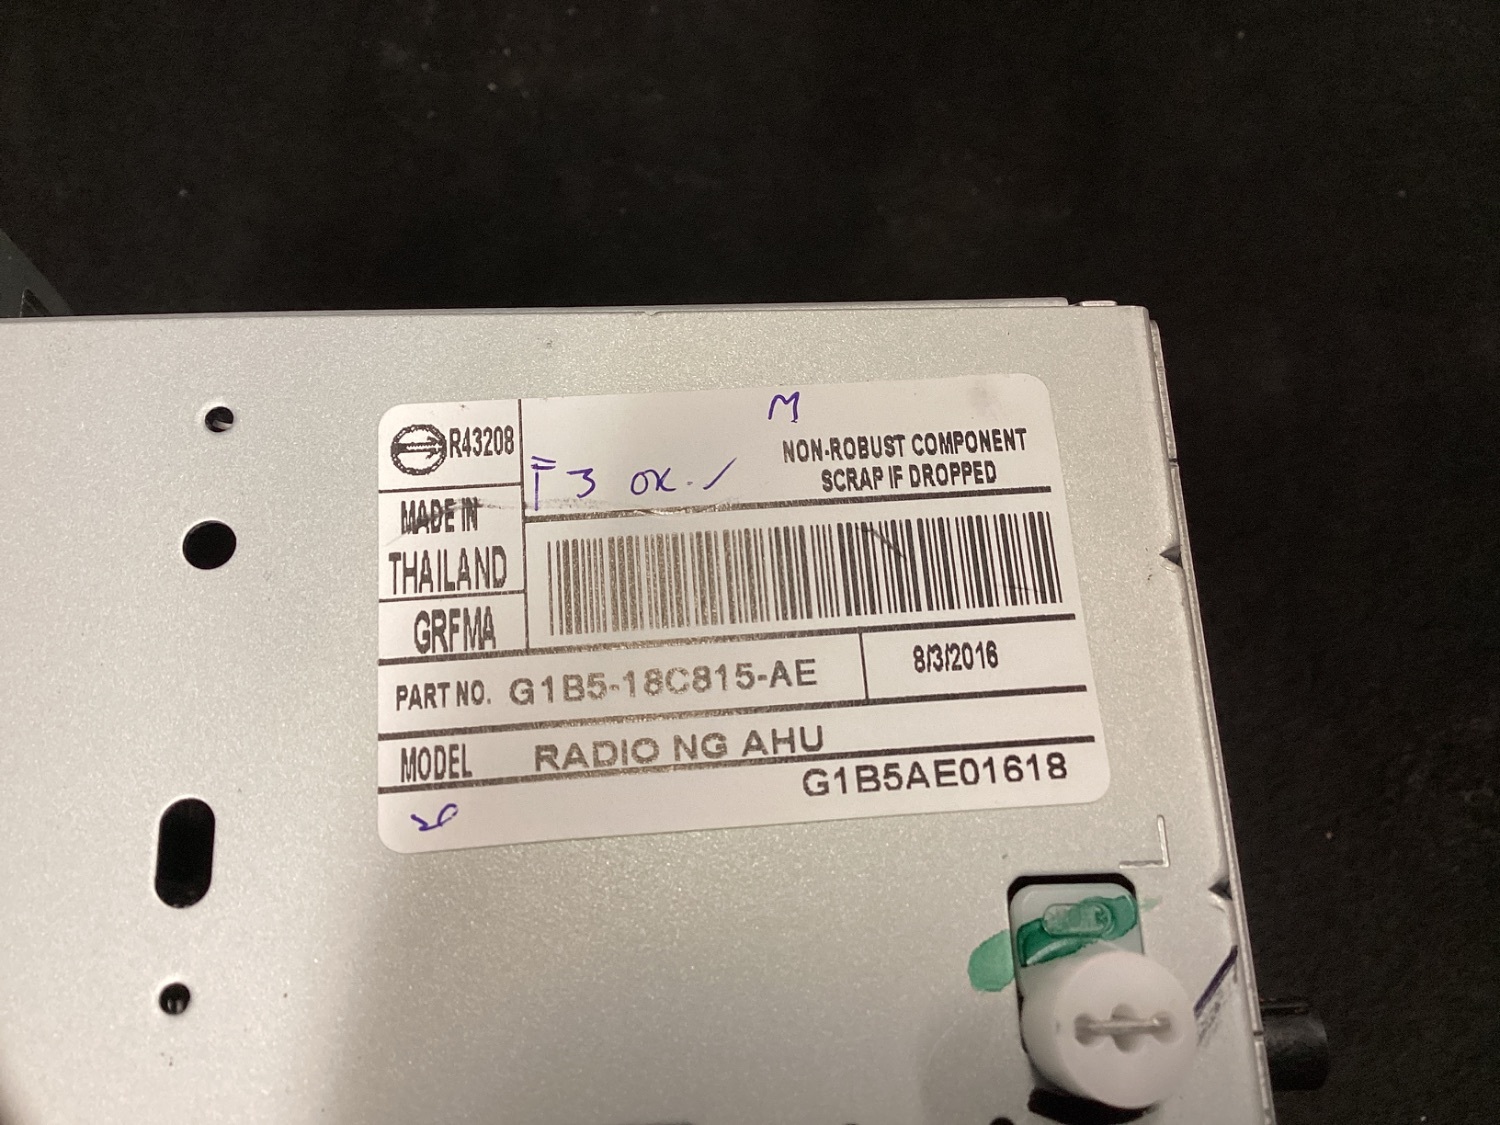 M
R43208
NON-ROBUST COMPONENT
SCRAP IF DROPPED
3 OK.
MADE IN
THAILAND
GRFMA
PART NO. G1B5-18C815-AE
8/3/2016
MODEL RADIO NG AHU
G1B5AE01618